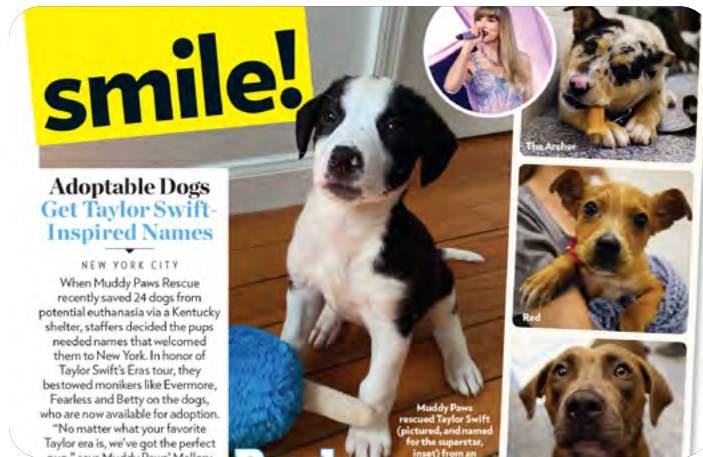 smile!
Adoptable Dogs
Get Taylor Swift-
Inspired Names
NEW YORK CITY
When Muddy Paws Rescue
recently saved 24 dogs from
potential euthanasia via a Kentucky
shelter, staffers decided the pups
needed names that welcomed
them to New York. In honor of
Taylor Swift's Eras tour, they
bestowed monikers like Evermore,
Fearless and Betty on the dogs,
who are now available for adoption.
"No matter what your favorite
Taylor era is, we've got the perfect
Muddy Paws
rescued Taylor Swift
(pictured, and named
for the superstar,
inset) from an
The Archer
Red